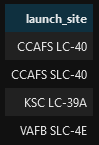 launch_site
CCAFS LC-40
CCAFS SLC-40
KSC LC-39A
VAFB SLC-4E